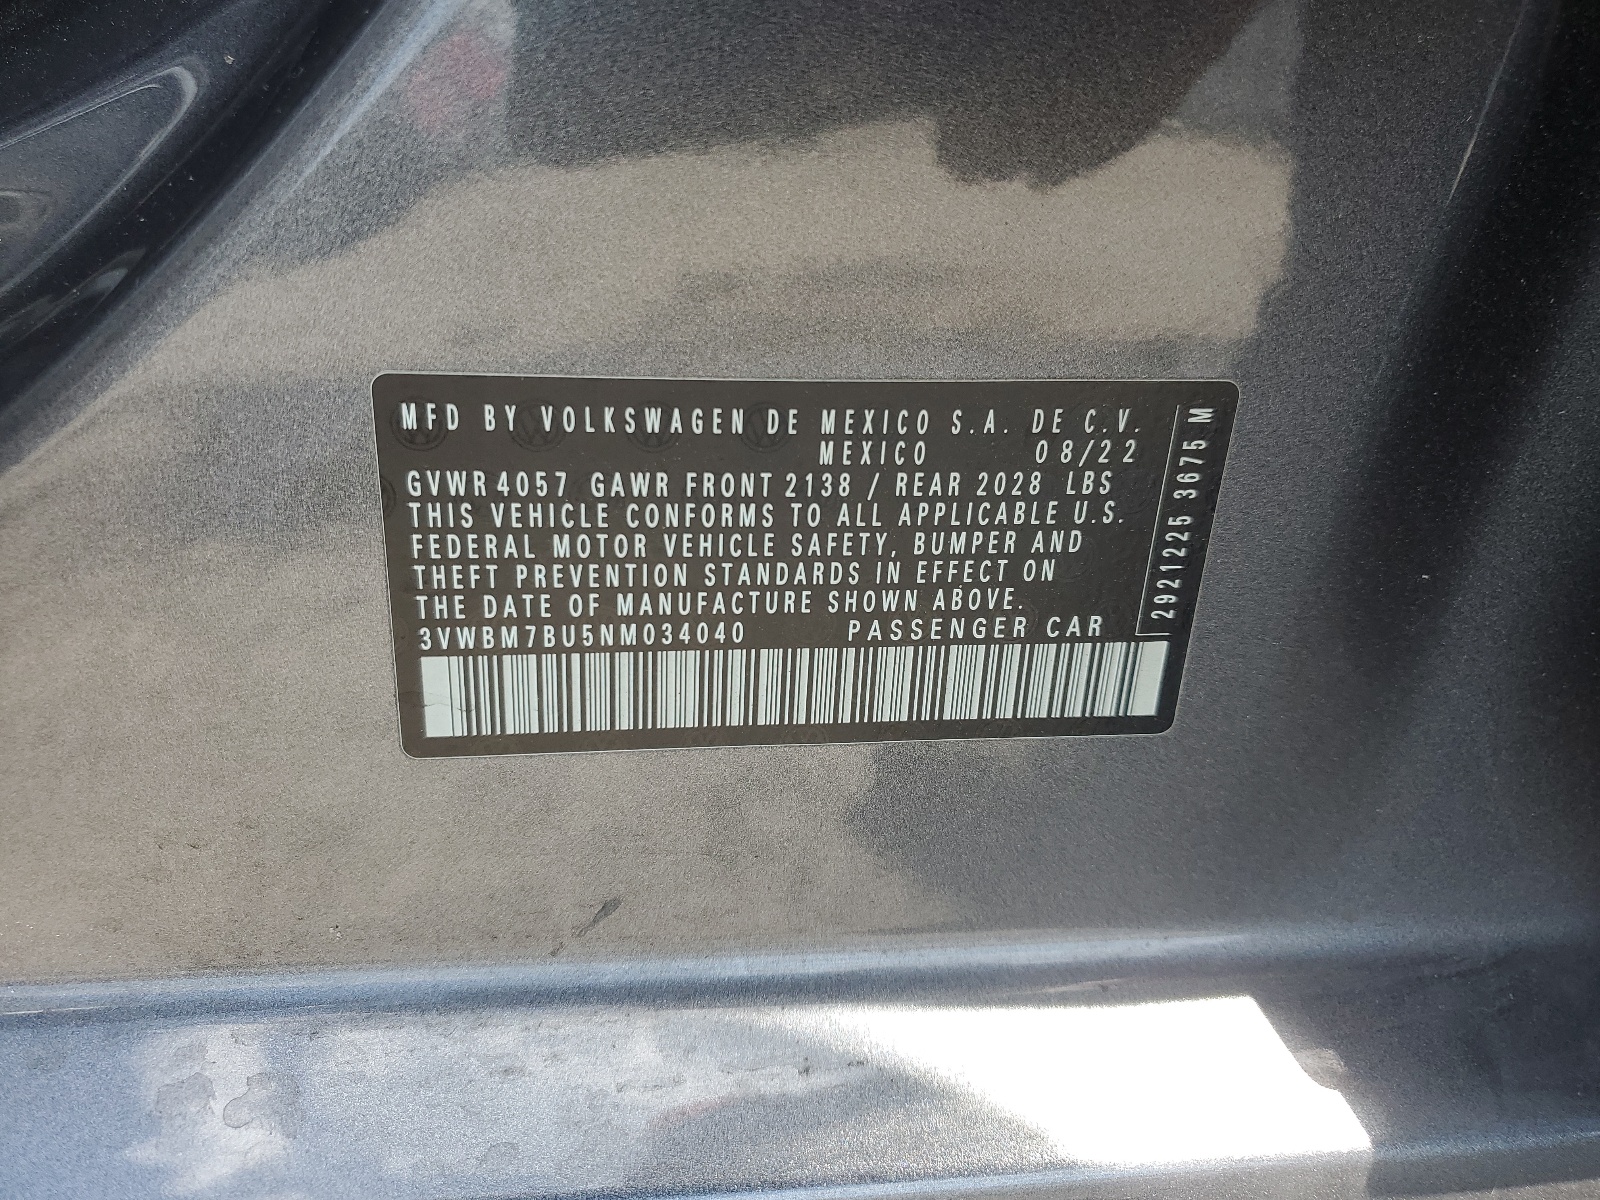 MFD BY VOLKSWAGEN DE MEXICO S.A. DE C.V.
MEXICO 08/22
GVWR 4057 GAWR FRONT 2138 / REAR 2028 LBS
THIS VEHICLE CONFORMS TO ALL APPLICABLE U.S.
FEDERAL MOTOR VEHICLE SAFETY, BUMPER AND
THEFT PREVENTION STANDARDS IN EFFECT ON
THE DATE OF MANUFACTURE SHOWN ABOVE.
3VWBM7BU5NM034040 PASSENGER CAR
2921225 3675 M